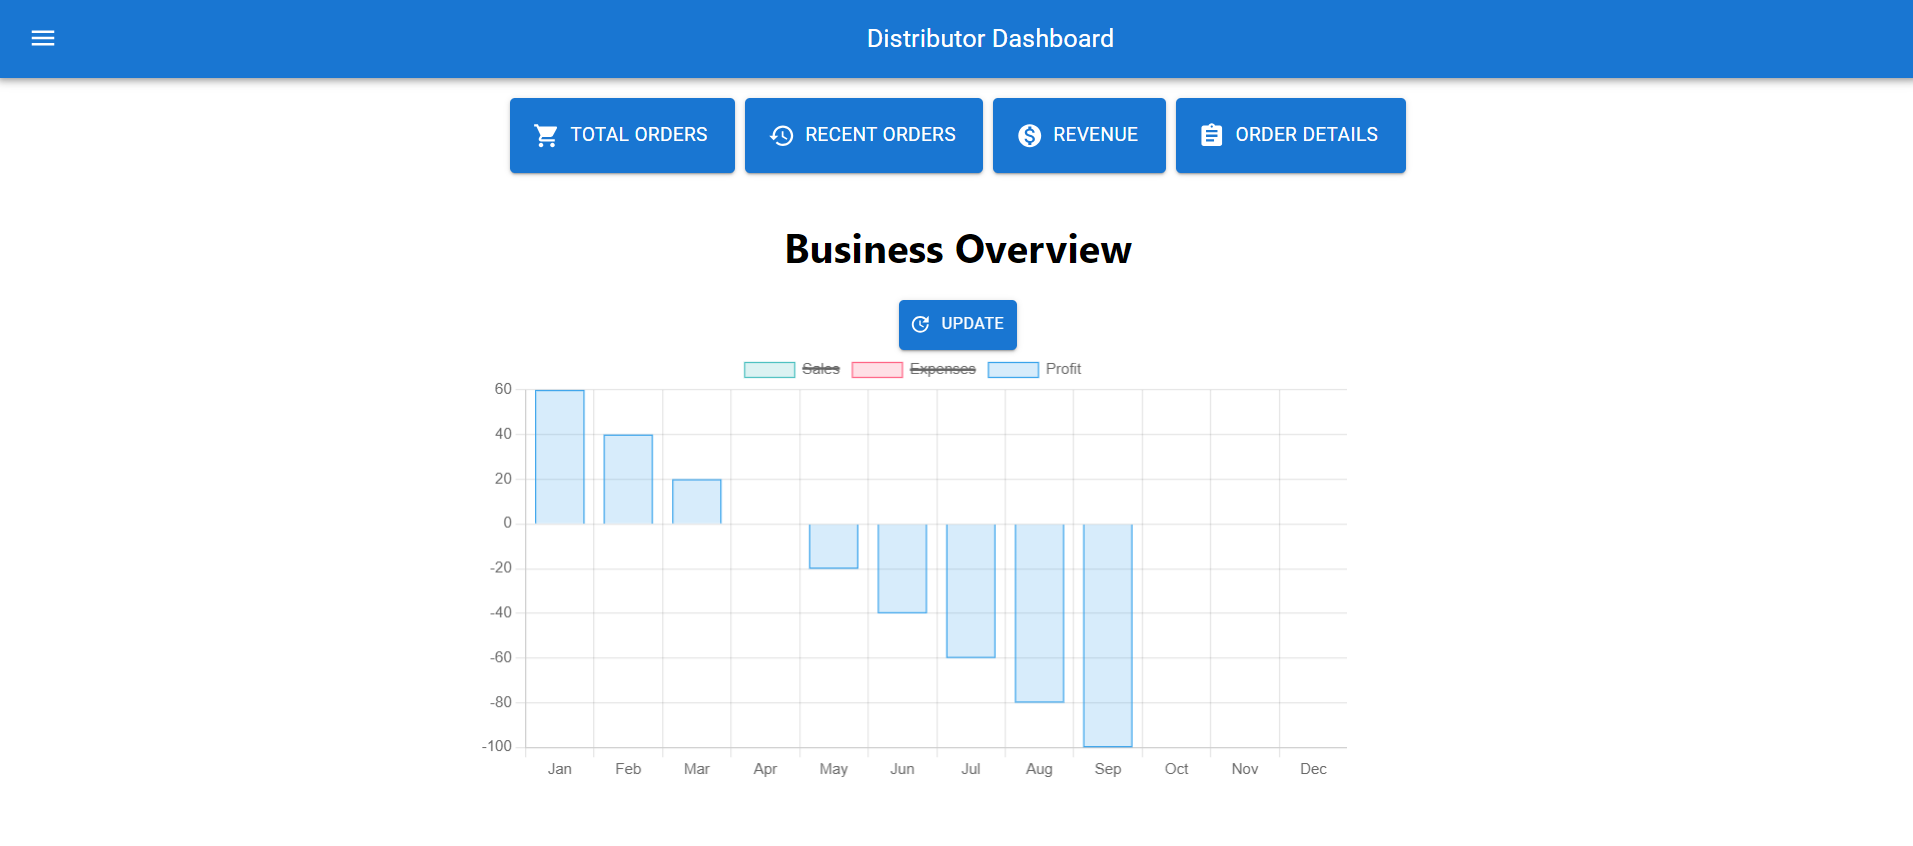 Distributor Dashboard
TOTAL ORDERS RECENT ORDERS REVENUE ORDER DETAILS
Business Overview
UPDATE
Sales Expenses Profit
60
40
20
0
-20
-40
-60
-80
-100
Jan Feb Mar Apr May Jun Jul Aug Sep Oct Nov Dec